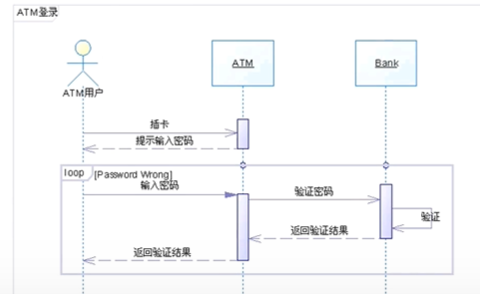 ATM登录
ATM
Bank
ATM用户
插卡
提示输入密码
loop
[Password Wrong]
输入密码
验证密码
验证
返回验证结果
返回验证结果